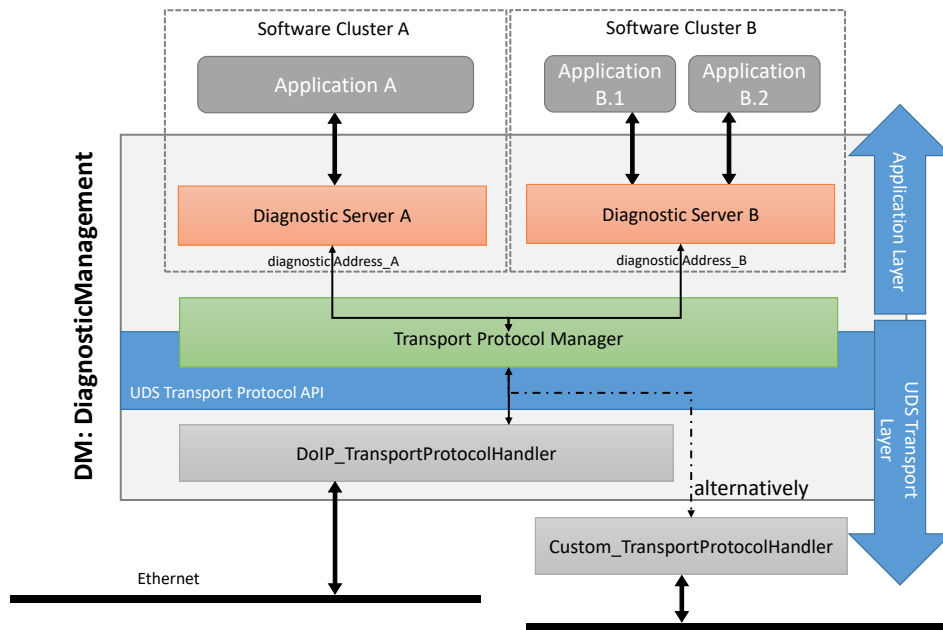 Software Cluster A
Software Cluster B
Application A
Application
B.1
Application
B.2
DM: DiagnosticManagement
Application Layer
Diagnostic Server A
Diagnostic Server B
diagnosticAddress_A
diagnosticAddress_B
Transport Protocol Manager
UDS Transport Protocol API
UDS Transport
Layer
DoIP_TransportProtocolHandler
alternatively
Custom_TransportProtocolHandler
Ethernet